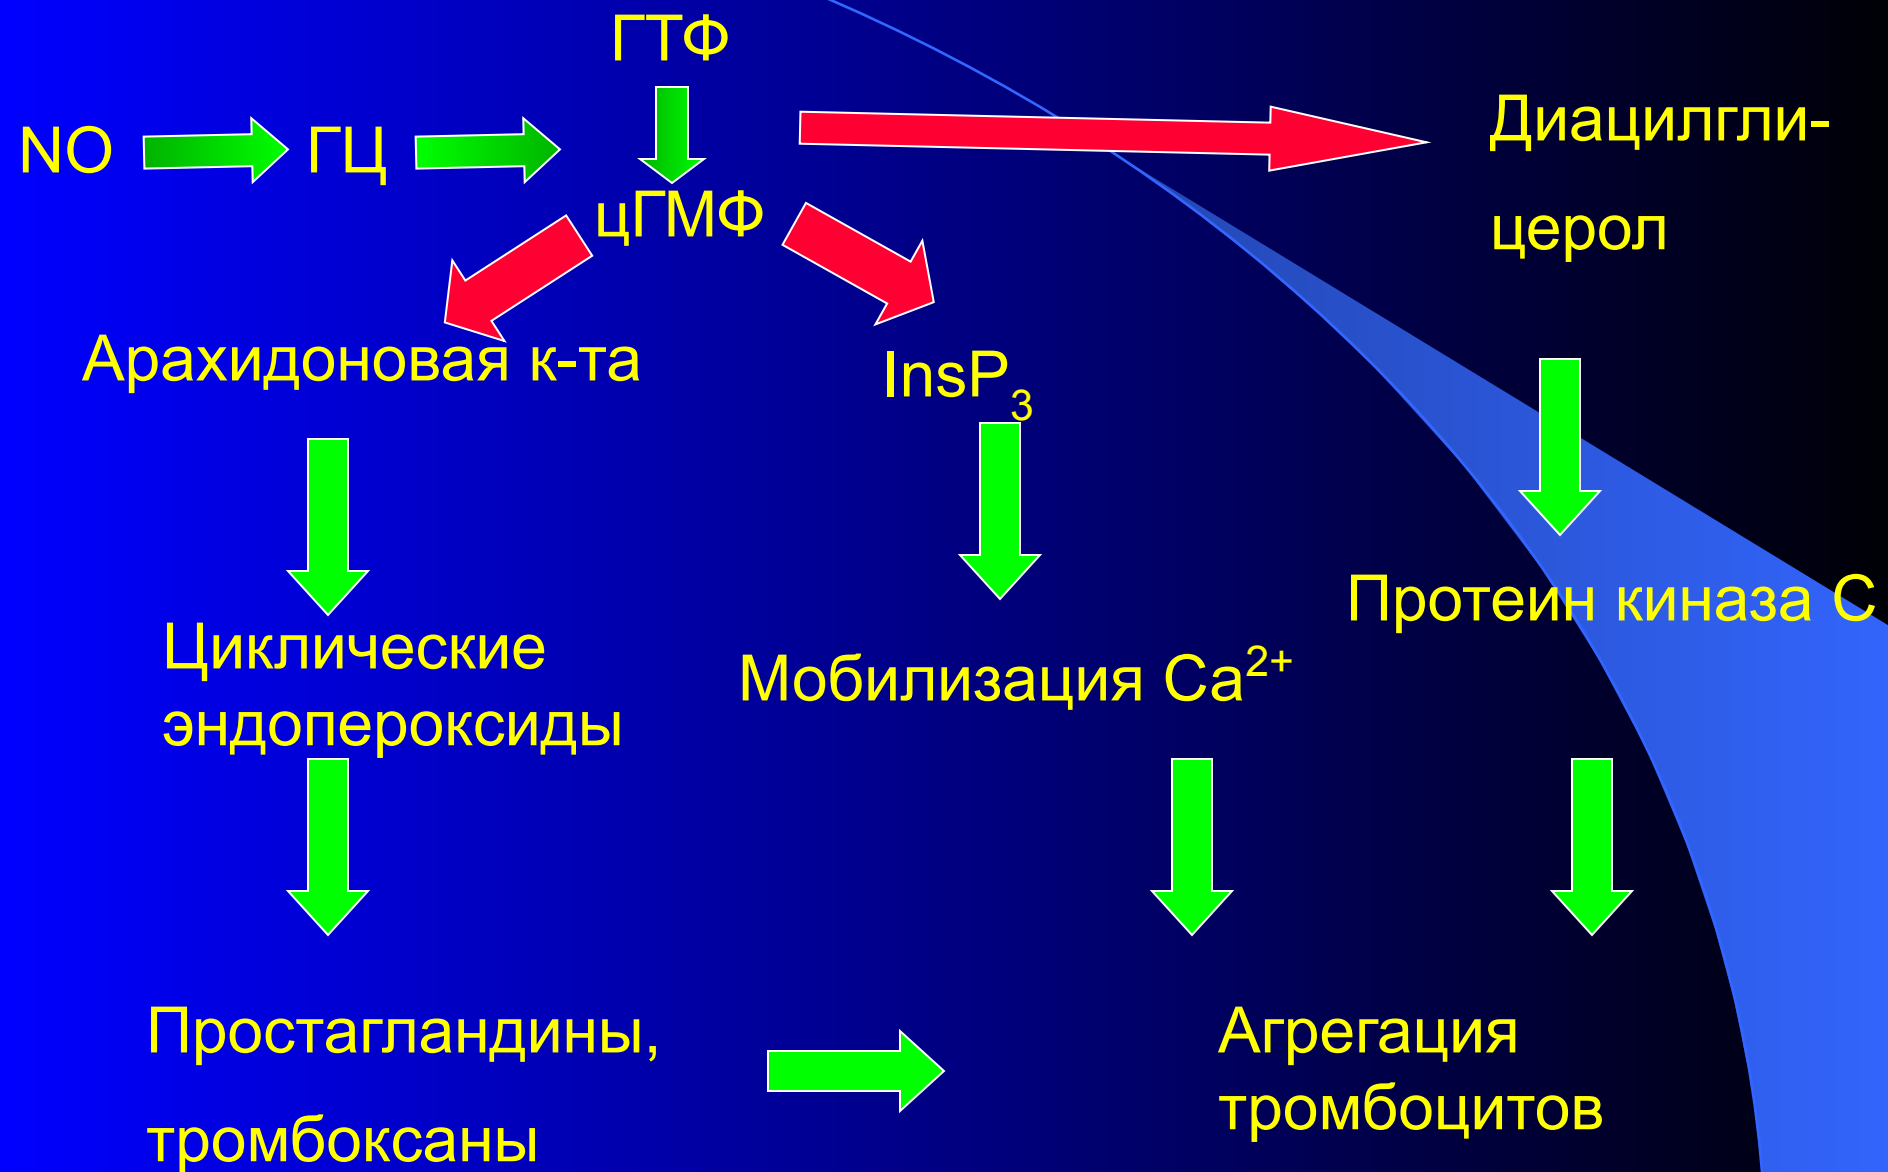 ГТФ
NO ГЦ
цГМФ
Диацилгли-
церол
Арахидоновая к-та
InsP3
Циклические
эндопероксиды
Мобилизация Ca2+
Протеин киназа С
Простагландины,
тромбоксаны
Агрегация
тромбоцитов